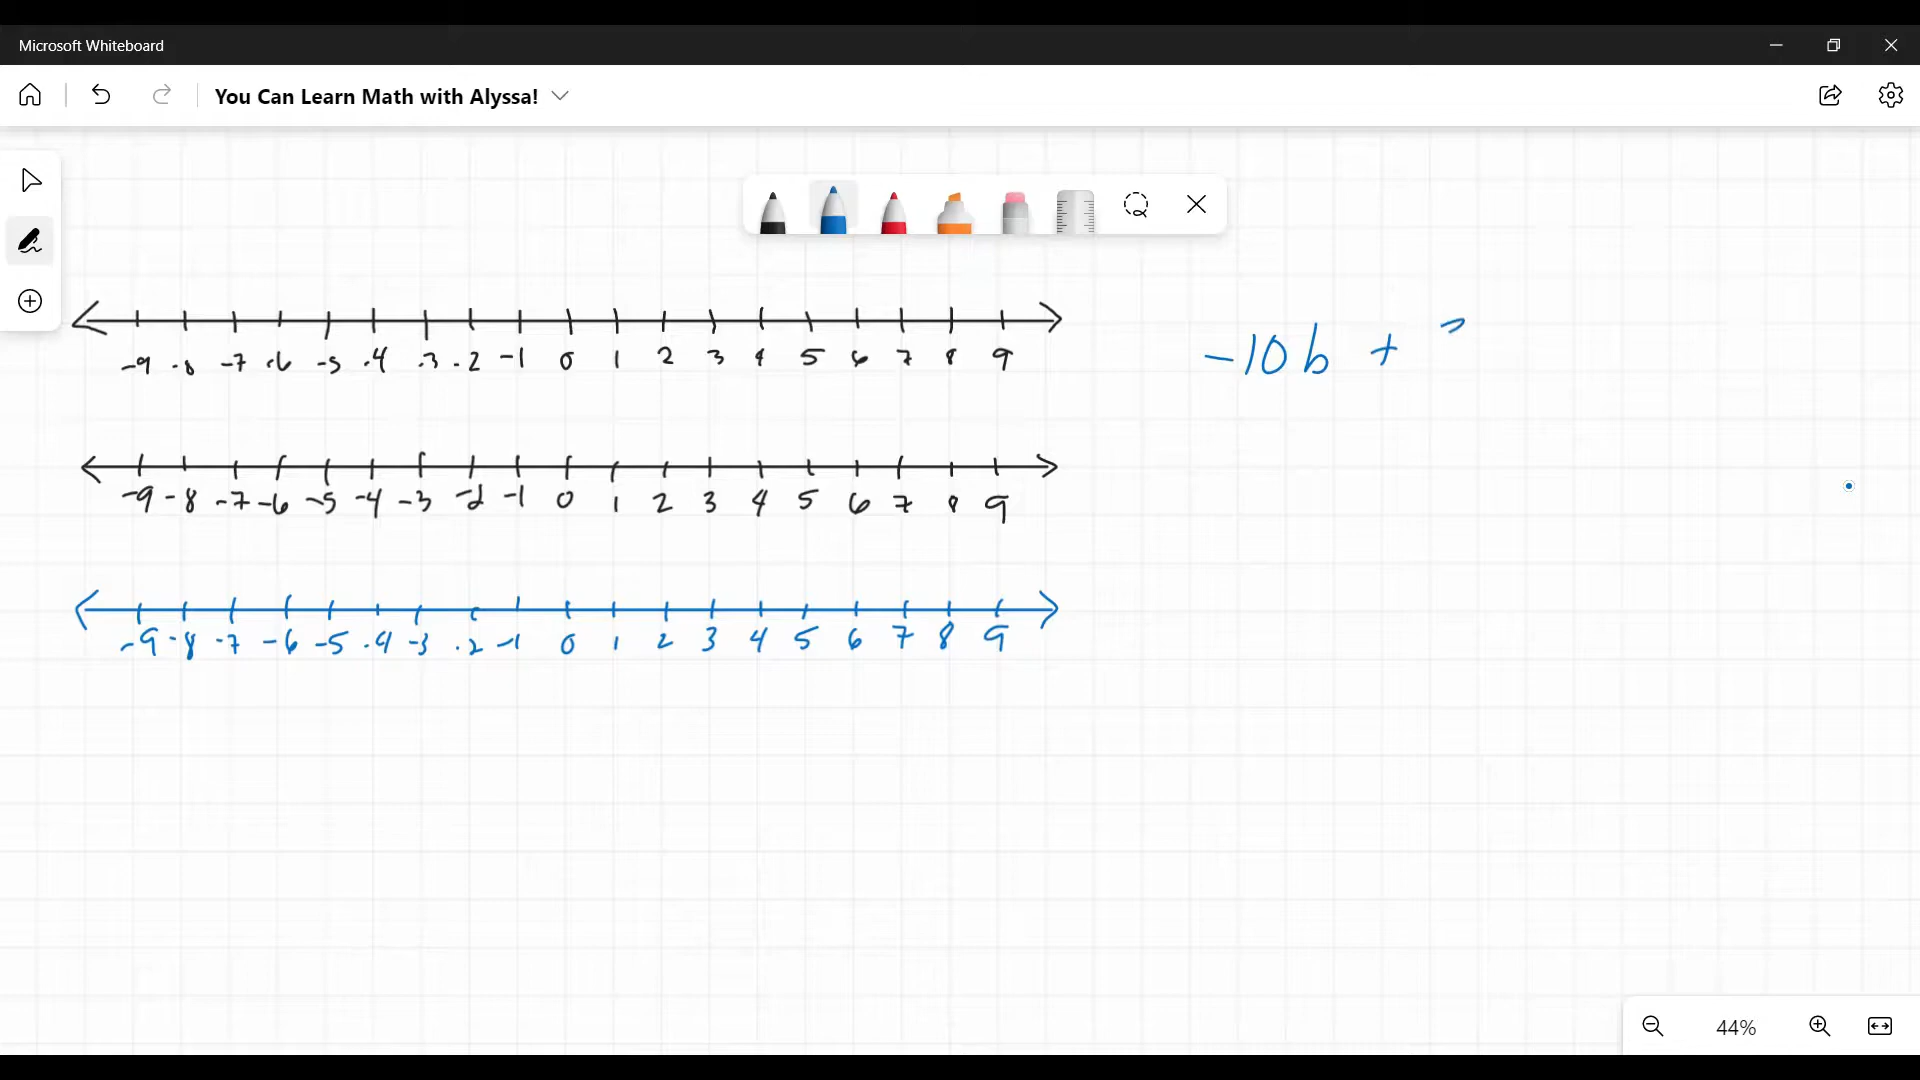 Microsoft Whiteboard
You Can Learn Math with Alyssa!
-9 -8 -7 -6 -5 -4 -3 -2 -1 0 1 2 3 4 5 6 7 8 9
-10b +
-9 -8 -7 -6 -5 -4 -3 -2 -1 0 1 2 3 4 5 6 7 8 9
-9 -8 -7 -6 -5 -4 -3 -2 -1 0 1 2 3 4 5 6 7 8 9
44%